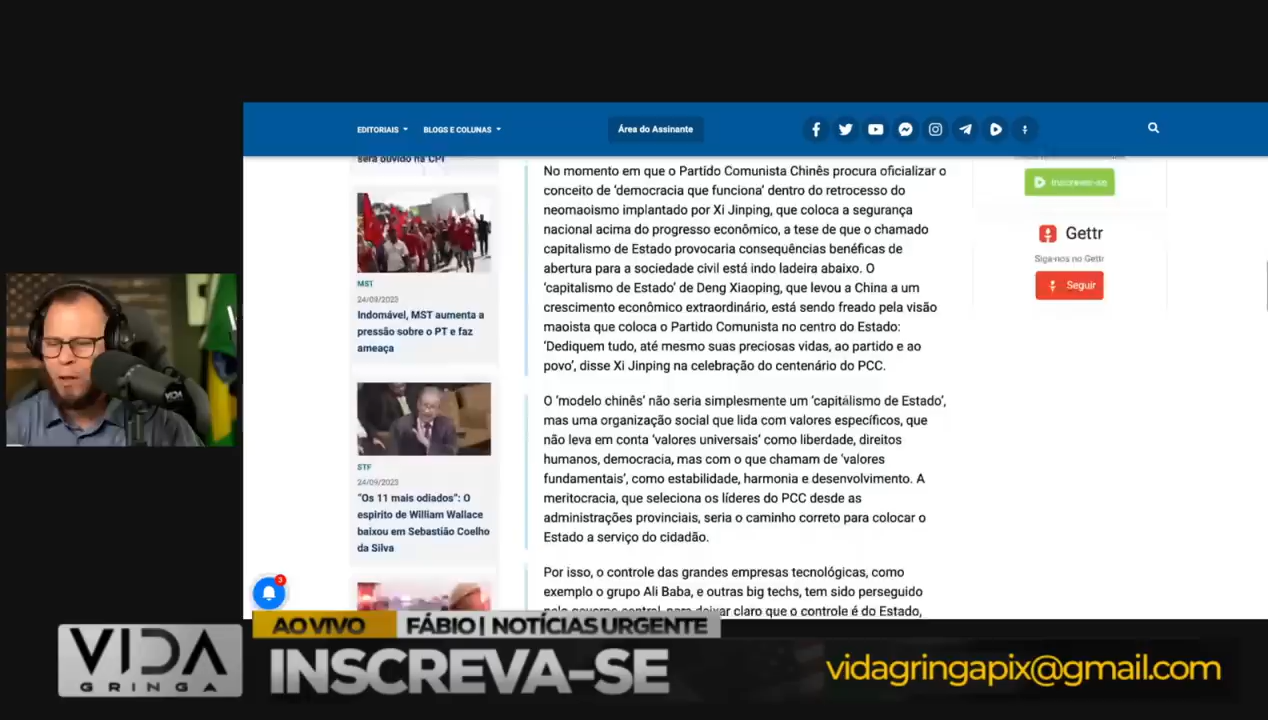 EDITORIAIS
BLOGS E COLUNAS
Área do Assinante
será ouvido na CPI
MST
24/09/2023
Indomável, MST aumenta a
pressão sobre o PT e faz
ameaça
STF
24/09/2023
"Os 11 mais odiados": O
espirito de William Wallace
baixou em Sebastião Coelho
da Silva
No momento em que o Partido Comunista Chinês procura oficializar o
conceito de 'democracia que funciona' dentro do retrocesso do
neomaoismo implantado por Xi Jinping, que coloca a segurança
nacional acima do progresso econômico, a tese de que o chamado
capitalismo de Estado provocaria consequências benéficas de
abertura para a sociedade civil está indo ladeira abaixo. O
'capitalismo de Estado' de Deng Xiaoping, que levou a China a um
crescimento econômico extraordinário, está sendo freado pela visão
maoista que coloca o Partido Comunista no centro do Estado:
'Dediquem tudo, até mesmo suas preciosas vidas, ao partido e ao
povo', disse Xi Jinping na celebração do centenário do PCC.
O 'modelo chinês' não seria simplesmente um 'capitalismo de Estado',
mas uma organização social que lida com valores específicos, que
não leva em conta 'valores universais' como liberdade, direitos
humanos, democracia, mas com o que chamam de 'valores
fundamentais', como estabilidade, harmonia e desenvolvimento. A
meritocracia, que seleciona os líderes do PCC desde as
administrações provinciais, seria o caminho correto para colocar o
Estado a serviço do cidadão.
Por isso, o controle das grandes empresas tecnológicas, como
exemplo o grupo Ali Baba, e outras big techs, tem sido perseguido
pelo governo central, para deixar claro que o controle é do Estado,
Inscrever-se
Gettr
Siga-nos no Gettr
Seguir
3
AO VIVO
FÁBIO | NOTÍCIAS URGENTE
VIDA
GRINGA
INSCREVA-SE
vidagringapix@gmail.com